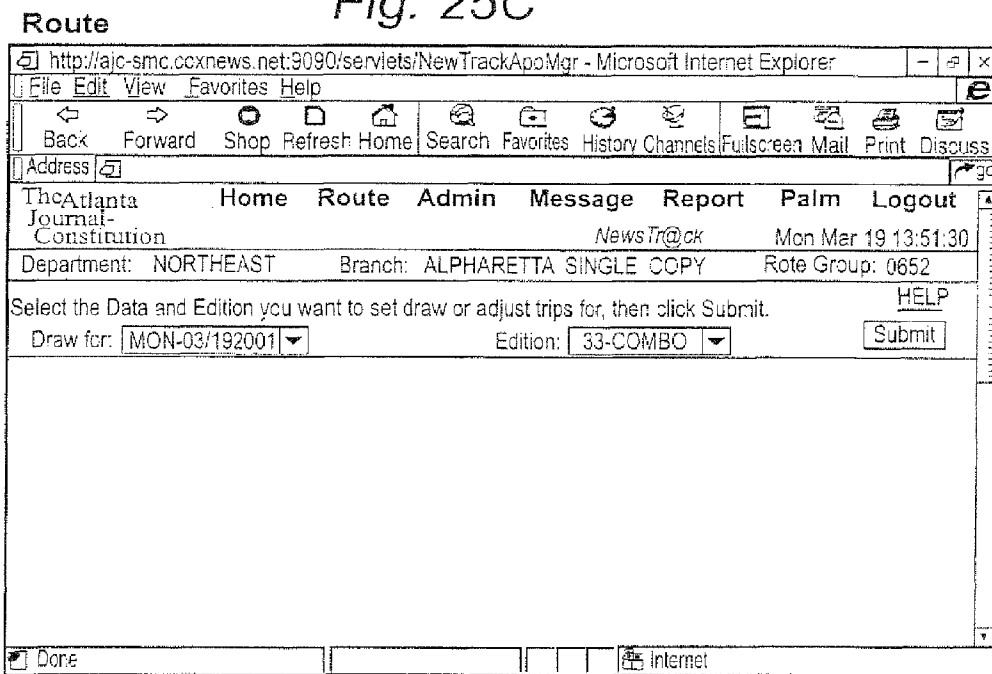 Fig. 25C
Route
http://ajc-smc.ccxnews.net:9090/servlets/NewTrackAppMgr - Microsoft Internet Explorer
File Edit View Favorites Help
Back Forward Shop Refresh Home Search Favorites History Channels Fullscreen Mail Print Discuss
Address go
The Atlanta Journal-Constitution
Home Route Admin Message Report Palm Logout
NewsTr@ck Mon Mar 19 13:51:30
Department: NORTHEAST Branch: ALPHARETTA SINGLE COPY Rote Group: 0652
Select the Data and Edition you want to set draw or adjust trips for, then click Submit. HELP
Draw for: MON-03/192001 Edition: 33-COMBO Submit
Done Internet